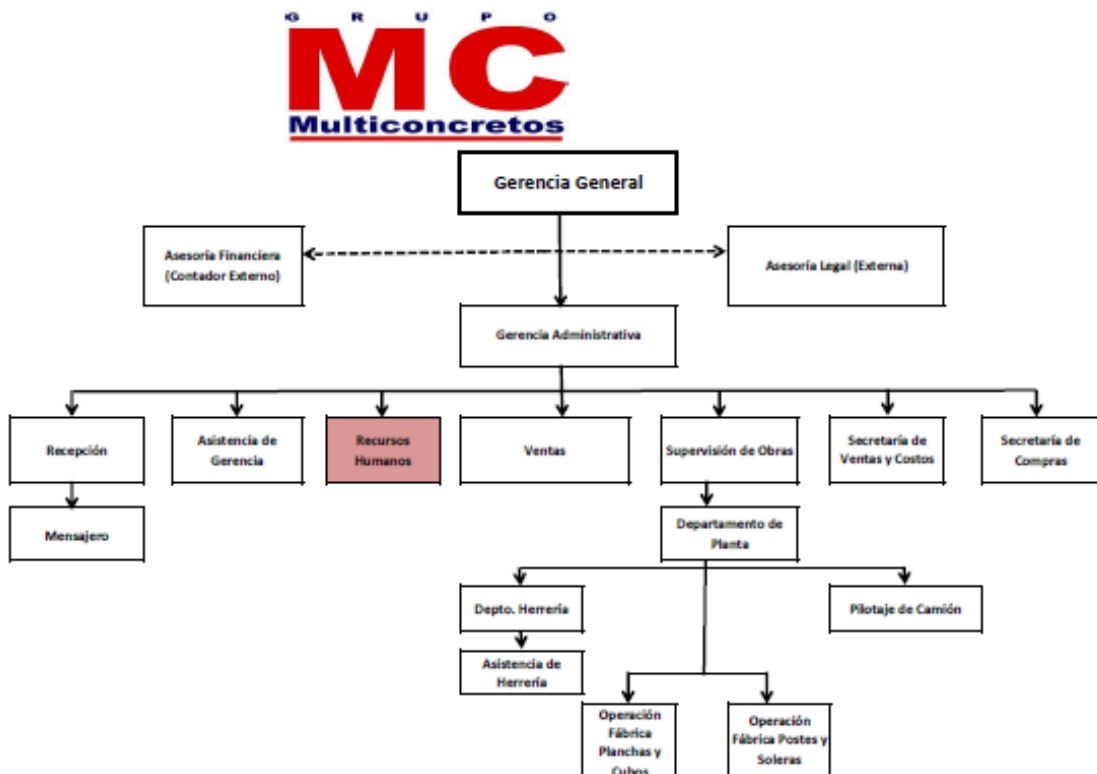 GRUPO
MC
Multiconcretos
Gerencia General
Asesoría Financiera
(Contador Externo)
Asesoría Legal (Externa)
Gerencia Administrativa
Recepción
Asistencia de
Gerencia
Recursos
Humanos
Ventas
Supervisión de Obras
Secretaría de
Ventas y Costos
Secretaría de
Compras
Mensajero
Departamento de
Planta
Depto. Herrería
Pilotaje de Camión
Asistencia de
Herrería
Operación
Fábrica
Planchas y
Cubos
Operación
Fábrica Postes y
Soleras